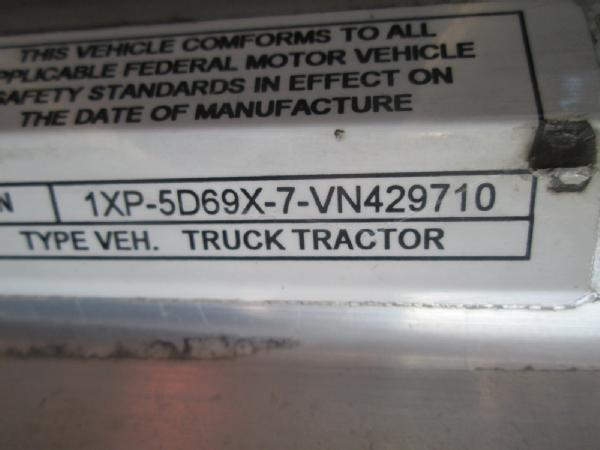 THIS VEHICLE COMFORMS TO ALL
PPLICABLE FEDERAL MOTOR VEHICLE
SAFETY STANDARDS IN EFFECT ON
THE DATE OF MANUFACTURE
N 1XP-5D69X-7-VN429710
TYPE VEH. TRUCK TRACTOR